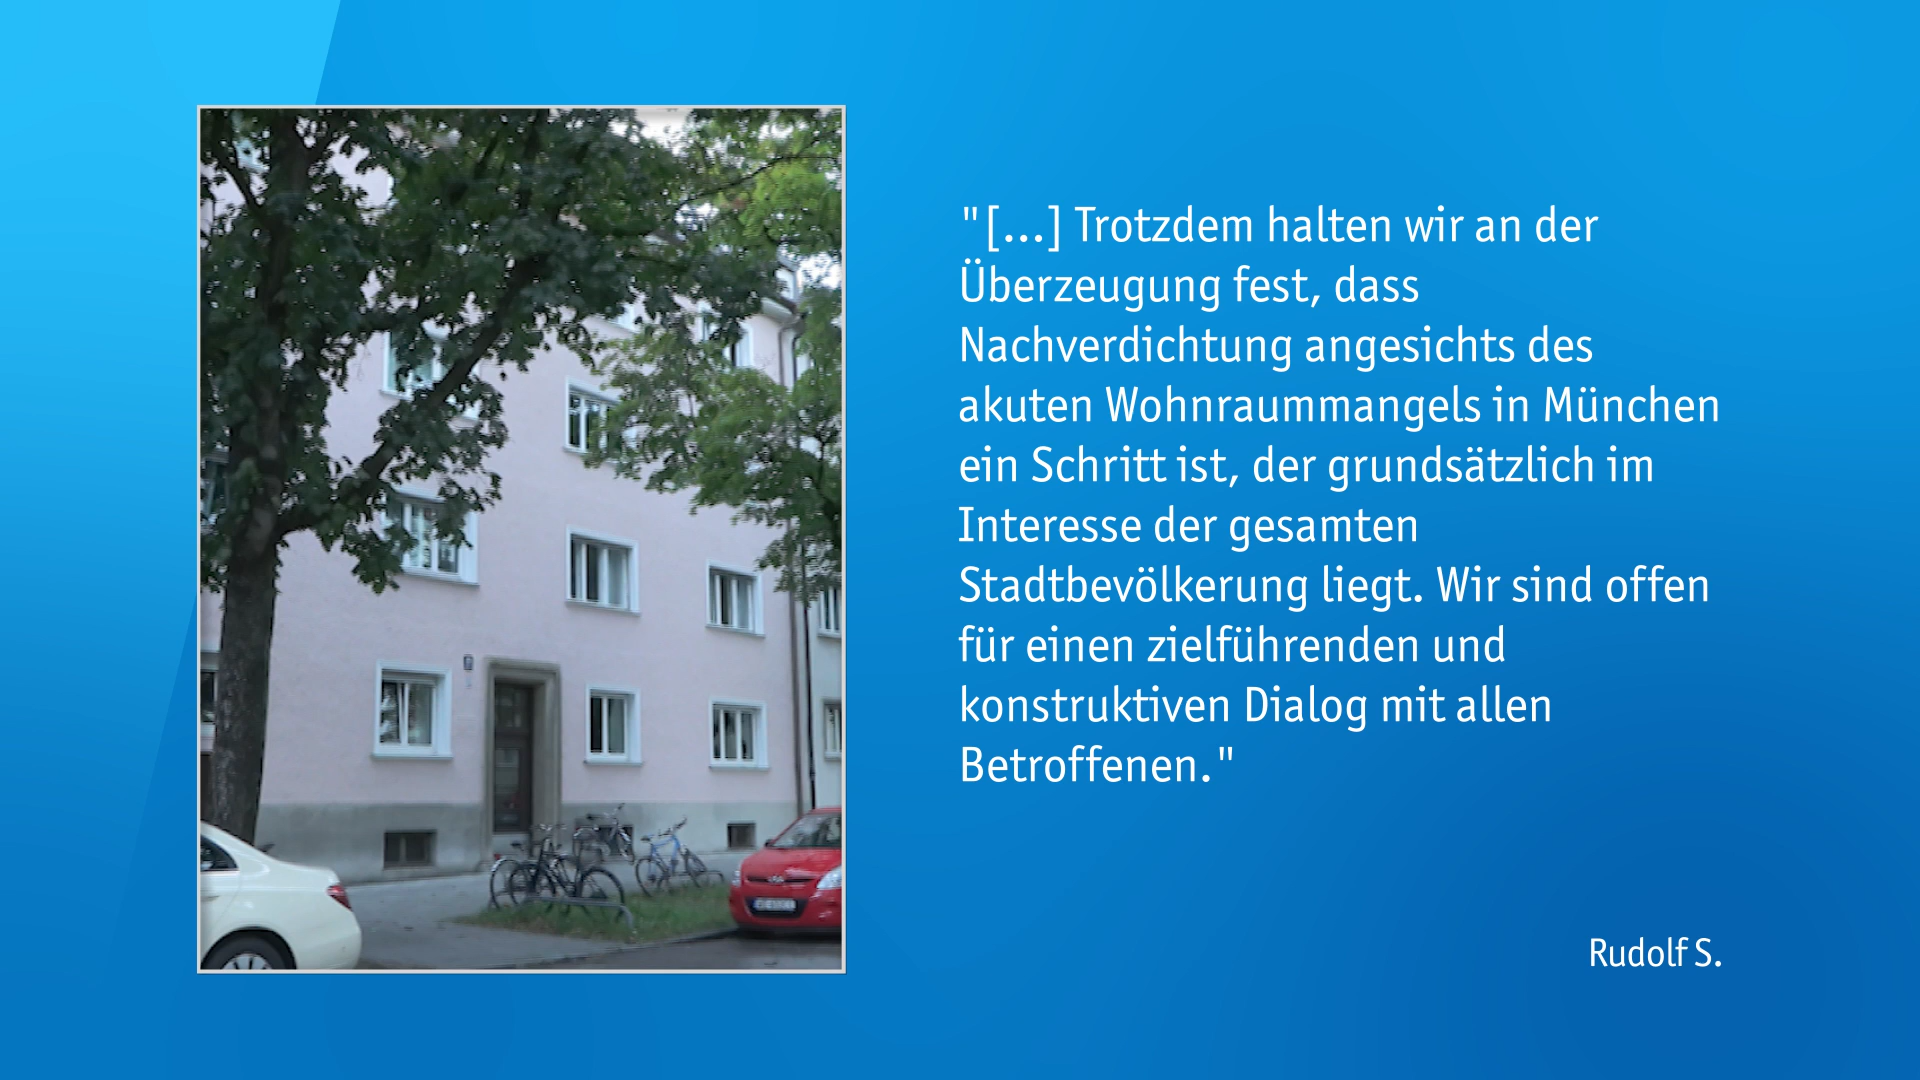 "[...] Trotzdem halten wir an der
Überzeugung fest, dass
Nachverdichtung angesichts des
akuten Wohnraummangels in München
ein Schritt ist, der grundsätzlich im
Interesse der gesamten
Stadtbevölkerung liegt. Wir sind offen
für einen zielführenden und
konstruktiven Dialog mit allen
Betroffenen."
Rudolf S.